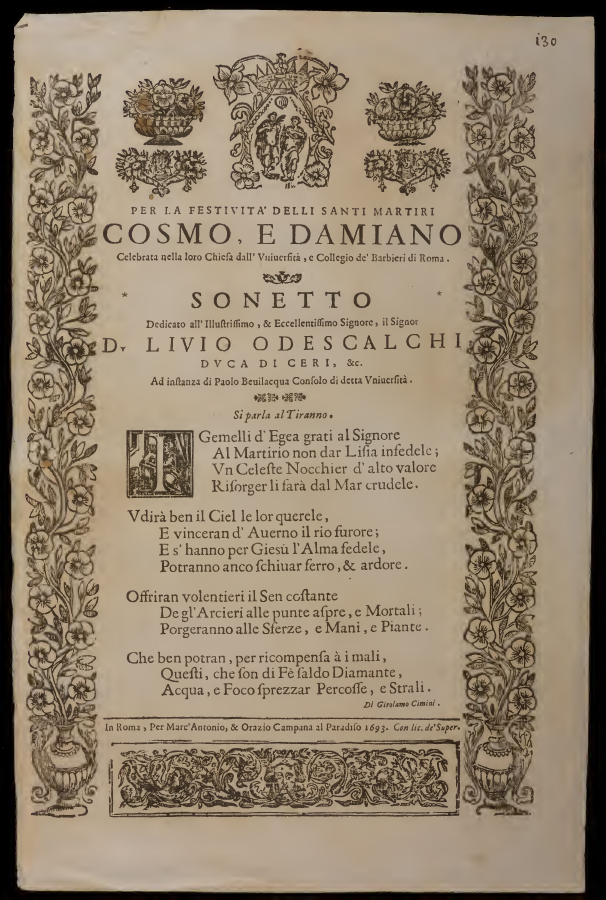 130
PER LA FESTIVITA' DELLI SANTI MARTIRI
COSMO, E DAMIANO
Celebrata nella loro Chieſa dall' Vniuerſità, e Collegio de' Barbieri di Roma.
* SONETTO *
Dedicato all' Illuſtriſſimo, & Eccellentiſſimo Signore, il Signor
D. LIVIO ODESCALCHI
DVCA DI CERI, &c.
Ad inſtanza di Paolo Beuilacqua Conſolo di detta Vniuerſità.
Si parla al Tiranno.
I Gemelli d' Egea grati al Signore
Al Martirio non dar Liſia infedele;
Vn Celeſte Nocchier d' alto valore
Riſorger li farà dal Mar crudele.
Vdirà ben il Ciel le lor querele,
E vinceran d' Auerno il rio furore;
E s' hanno per Giesù l'Alma fedele,
Potranno anco ſchiuar ferro, & ardore.
Offriran volentieri il Sen coſtante
De gl'Arcieri alle punte aſpre, e Mortali;
Porgeranno alle Sferze, e Mani, e Piante.
Che ben potran, per ricompenſa à i mali,
Queſti, che ſon di Fè ſaldo Diamante,
Acqua, e Foco ſprezzar Percoſſe, e Strali.
Di Girolamo Cimini.
In Roma, Per Marc'Antonio, & Orazio Campana al Paradiſo 1693. Con lic. de'Super.